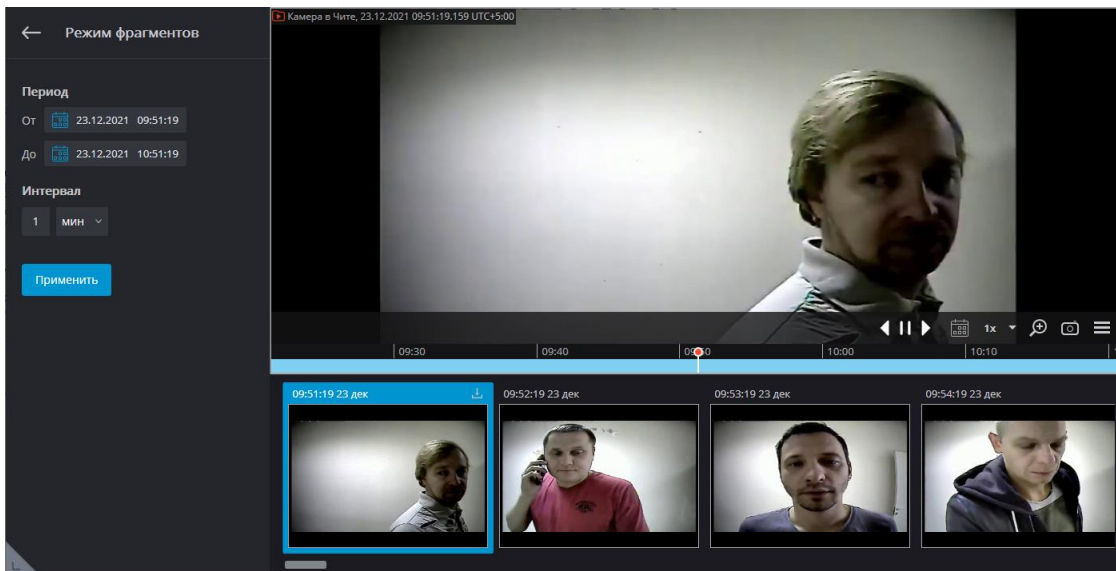 Режим фрагментов
Период
От 23.12.2021 09:51:19
До 23.12.2021 10:51:19
Интервал
1 мин
Применить
Камера в Чите, 23.12.2021 09:51:19.159 UTC+5:00
1x
09:30 09:40 09:50 10:00 10:10
09:51:19 23 дек
09:52:19 23 дек
09:53:19 23 дек
09:54:19 23 дек